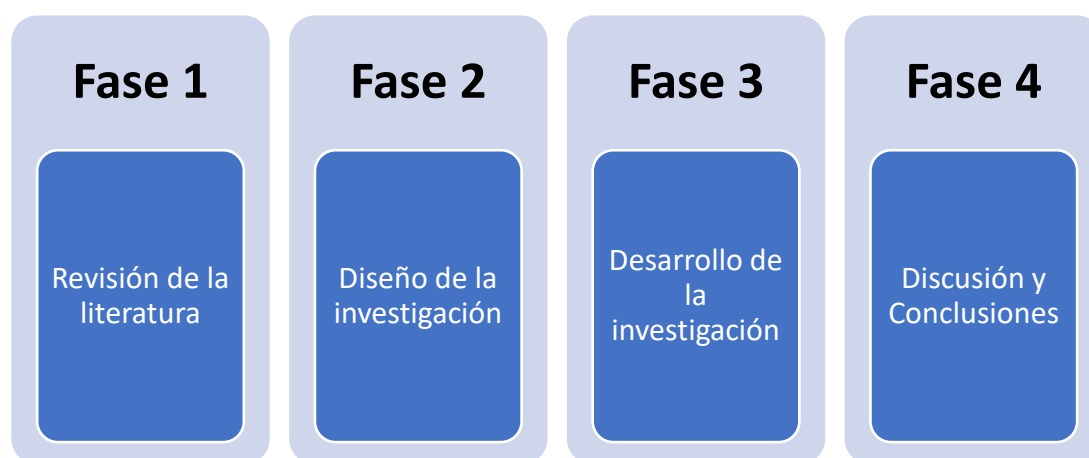 Fase 1
Revisión de la
literatura
Fase 2
Diseño de la
investigación
Fase 3
Desarrollo de
la
investigación
Fase 4
Discusión y
Conclusiones